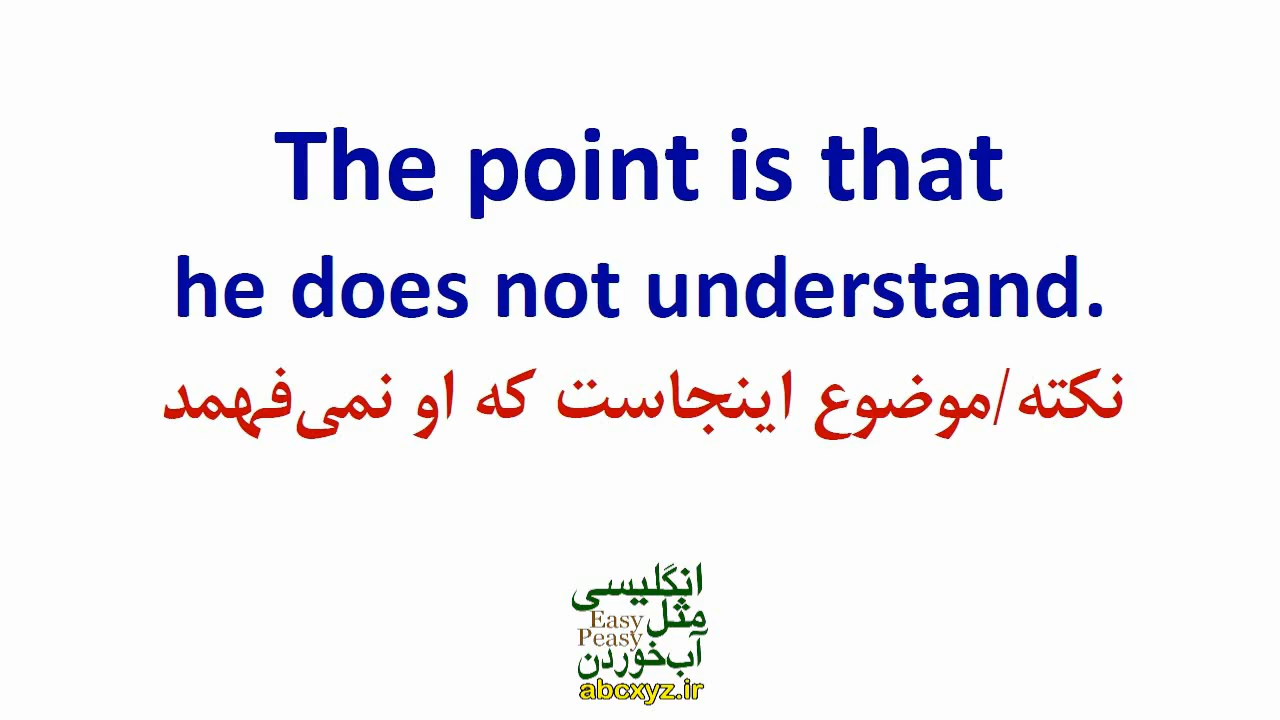 The point is that
he does not understand.
نکته/موضوع اینجاست که او نمی‌فهمد
انگلیسی
مثل
Easy
Peasy
آب‌خوردن
abcxyz.ir